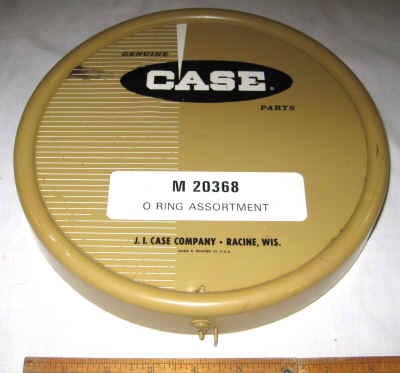 GENUINE
CASE
PARTS
M 20368
O RING ASSORTMENT
J. I. CASE COMPANY • RACINE, WIS.